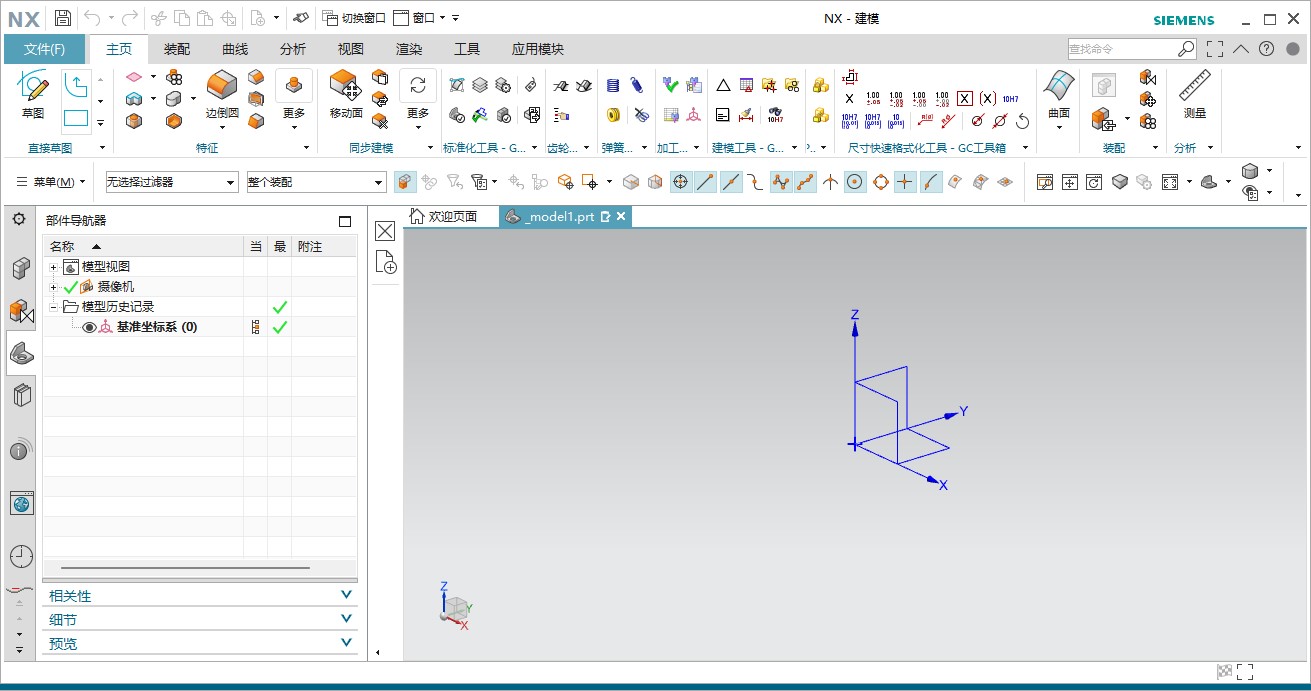 NX 切换窗口 窗口 NX - 建模 SIEMENS
文件(F) 主页 装配 曲线 分析 视图 渲染 工具 应用模块 查找命令
草图 边倒圆 更多 移动面 更多 曲面 测量
直接草图 特征 同步建模 标准化工具 - G... 齿轮... 弹簧... 加工... 建模工具 - G... 尺寸快速格式化工具 - GC工具箱 装配 分析
菜单(M) 无选择过滤器 整个装配
部件导航器 欢迎页面 _model1.prt
名称 当 最 附注
模型视图
摄像机
模型历史记录
基准坐标系 (0)
Z
Y
X
Z
Y
X
相关性
细节
预览